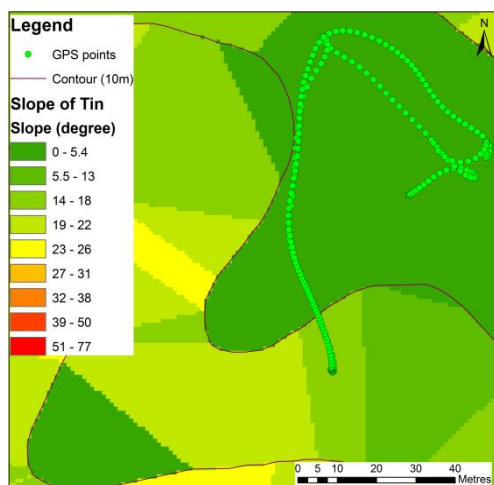 Legend
GPS points
Contour (10m)
Slope of Tin
Slope (degree)
0 - 5.4
5.5 - 13
14 - 18
19 - 22
23 - 26
27 - 31
32 - 38
39 - 50
51 - 77
N
0 5 10 20 30 40
Metres